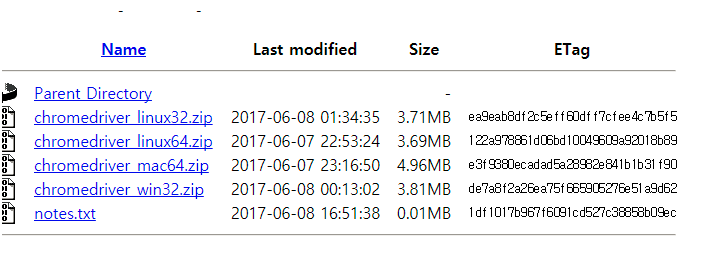 Name Last modified Size ETag
Parent Directory -
chromedriver_linux32.zip 2017-06-08 01:34:35 3.71MB ea9eab8df2c5eff60dff7cfee4c7b5f5
chromedriver_linux64.zip 2017-06-07 22:53:24 3.69MB 122a978861d06bd10049609a92018b89
chromedriver_mac64.zip 2017-06-07 23:16:50 4.96MB e3f9380ecadad5a28982e841b1b31f90
chromedriver_win32.zip 2017-06-08 00:13:02 3.81MB de7a8f2a26ea75f665905276e51a9d62
notes.txt 2017-06-08 16:51:38 0.01MB 1df1017b967f6091cd527c38858b09ec